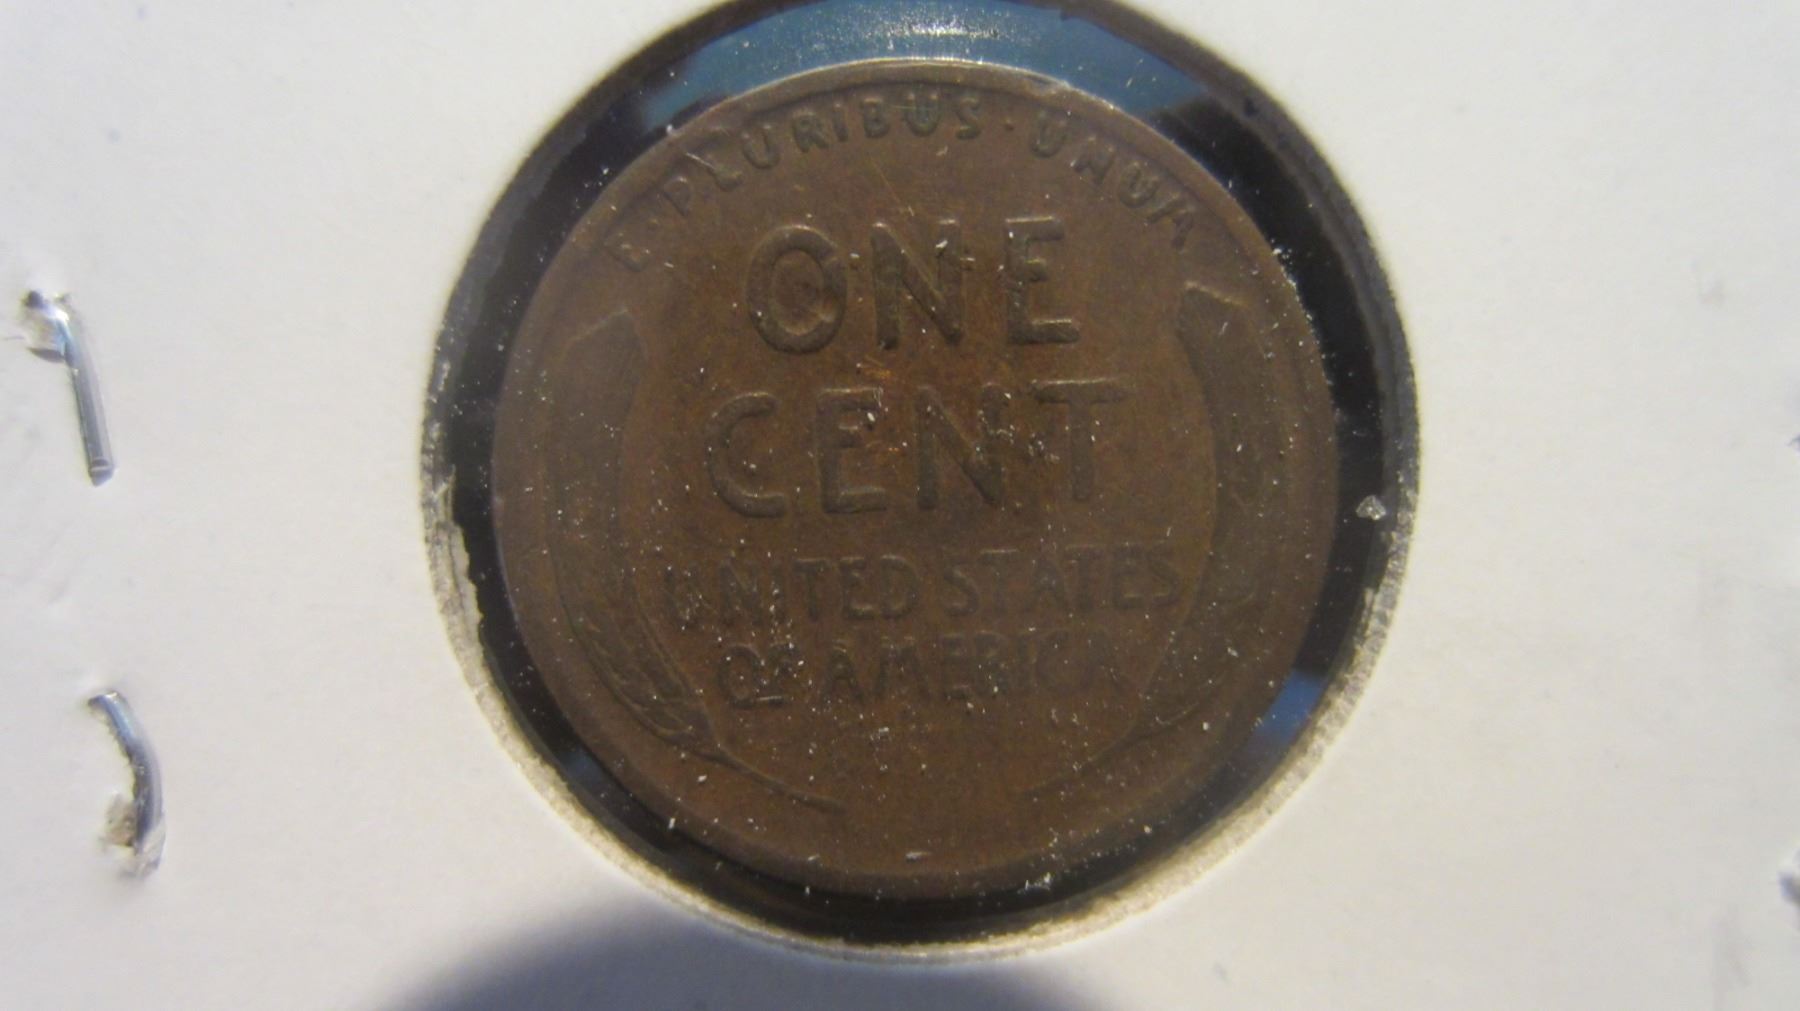 E·PLURIBUS·UNUM
ONE
CENT
UNITED STATES
OF AMERICA